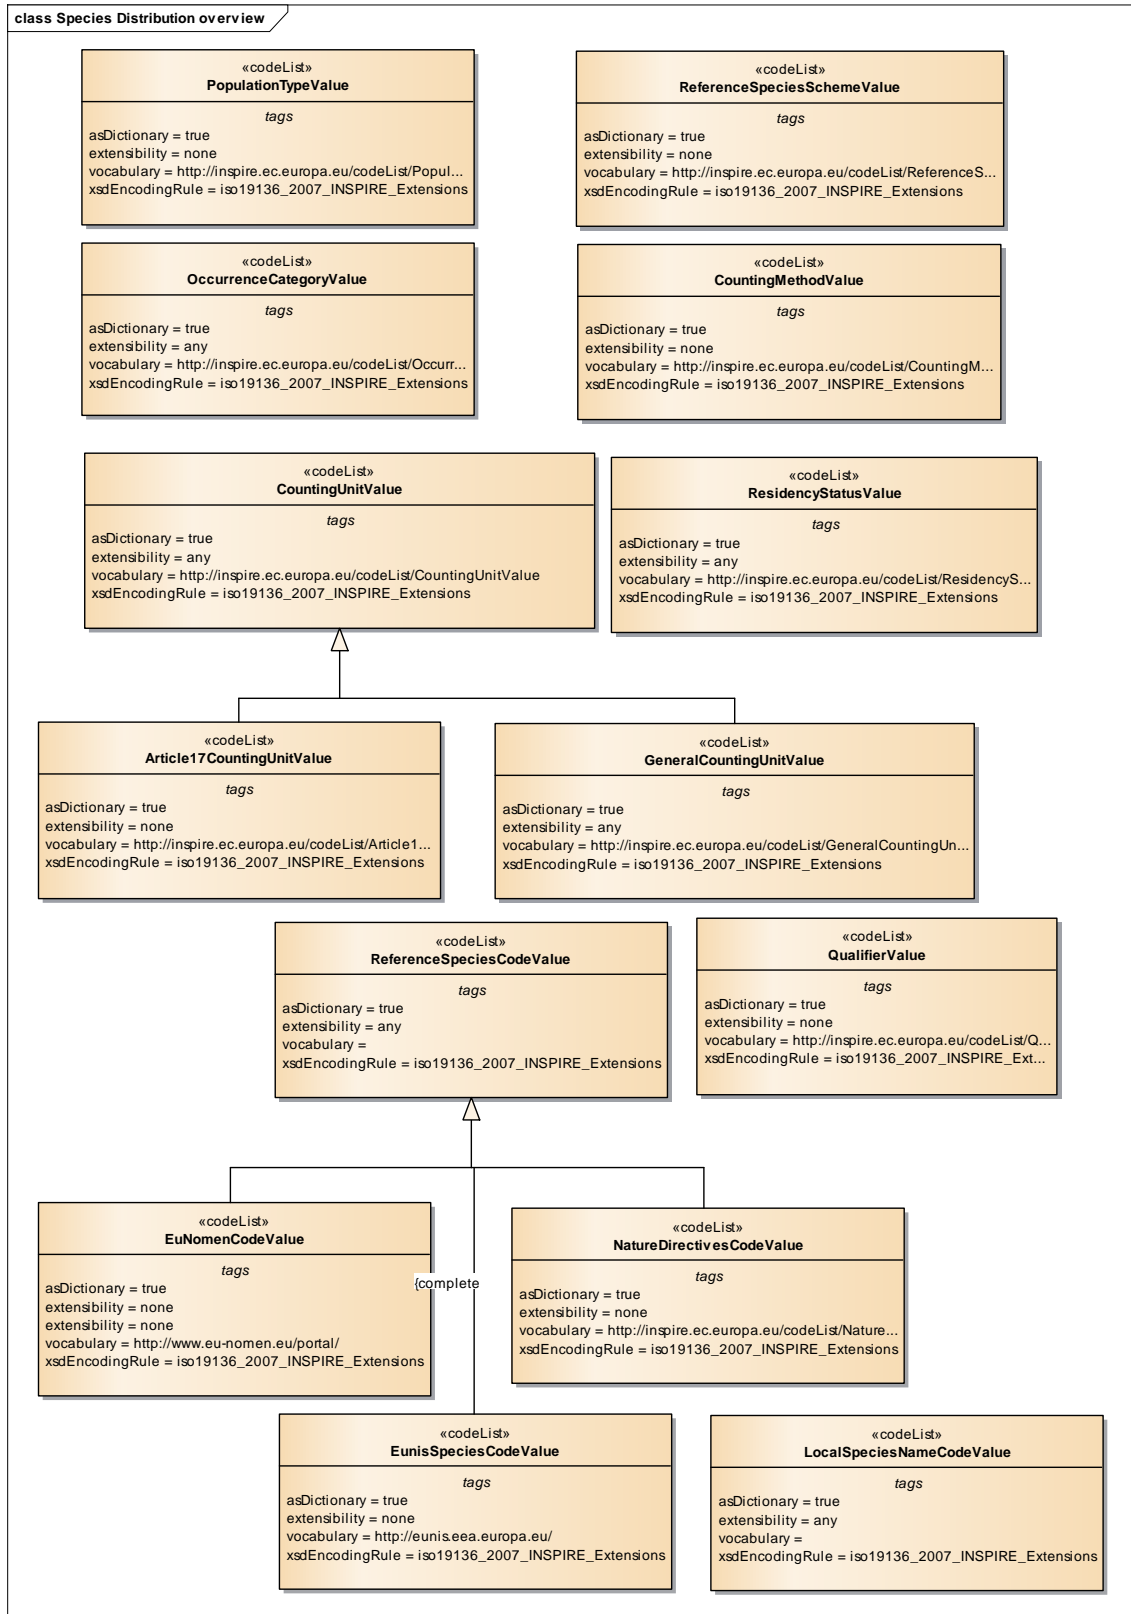 class Species Distribution overview
«codeList»
PopulationTypeValue
tags
asDictionary = true
extensibility = none
vocabulary = http://inspire.ec.europa.eu/codeList/Popul...
xsdEncodingRule = iso19136_2007_INSPIRE_Extensions
«codeList»
ReferenceSpeciesSchemeValue
tags
asDictionary = true
extensibility = none
vocabulary = http://inspire.ec.europa.eu/codeList/ReferenceS...
xsdEncodingRule = iso19136_2007_INSPIRE_Extensions
«codeList»
OccurrenceCategoryValue
tags
asDictionary = true
extensibility = any
vocabulary = http://inspire.ec.europa.eu/codeList/Occurr...
xsdEncodingRule = iso19136_2007_INSPIRE_Extensions
«codeList»
CountingMethodValue
tags
asDictionary = true
extensibility = none
vocabulary = http://inspire.ec.europa.eu/codeList/CountingM...
xsdEncodingRule = iso19136_2007_INSPIRE_Extensions
«codeList»
CountingUnitValue
tags
asDictionary = true
extensibility = any
vocabulary = http://inspire.ec.europa.eu/codeList/CountingUnitValue
xsdEncodingRule = iso19136_2007_INSPIRE_Extensions
«codeList»
ResidencyStatusValue
tags
asDictionary = true
extensibility = any
vocabulary = http://inspire.ec.europa.eu/codeList/ResidencyS...
xsdEncodingRule = iso19136_2007_INSPIRE_Extensions
«codeList»
Article17CountingUnitValue
tags
asDictionary = true
extensibility = none
vocabulary = http://inspire.ec.europa.eu/codeList/Article1...
xsdEncodingRule = iso19136_2007_INSPIRE_Extensions
«codeList»
GeneralCountingUnitValue
tags
asDictionary = true
extensibility = any
vocabulary = http://inspire.ec.europa.eu/codeList/GeneralCountingUn...
xsdEncodingRule = iso19136_2007_INSPIRE_Extensions
«codeList»
ReferenceSpeciesCodeValue
tags
asDictionary = true
extensibility = any
vocabulary =
xsdEncodingRule = iso19136_2007_INSPIRE_Extensions
«codeList»
QualifierValue
tags
asDictionary = true
extensibility = none
vocabulary = http://inspire.ec.europa.eu/codeList/Q...
xsdEncodingRule = iso19136_2007_INSPIRE_Ext...
«codeList»
EuNomenCodeValue
tags
asDictionary = true
extensibility = none
extensibility = none
vocabulary = http://www.eu-nomen.eu/portal/
xsdEncodingRule = iso19136_2007_INSPIRE_Extensions
{complete
«codeList»
NatureDirectivesCodeValue
tags
asDictionary = true
extensibility = none
vocabulary = http://inspire.ec.europa.eu/codeList/Nature...
xsdEncodingRule = iso19136_2007_INSPIRE_Extensions
«codeList»
EunisSpeciesCodeValue
tags
asDictionary = true
extensibility = none
vocabulary = http://eunis.eea.europa.eu/
xsdEncodingRule = iso19136_2007_INSPIRE_Extensions
«codeList»
LocalSpeciesNameCodeValue
tags
asDictionary = true
extensibility = any
vocabulary =
xsdEncodingRule = iso19136_2007_INSPIRE_Extensions